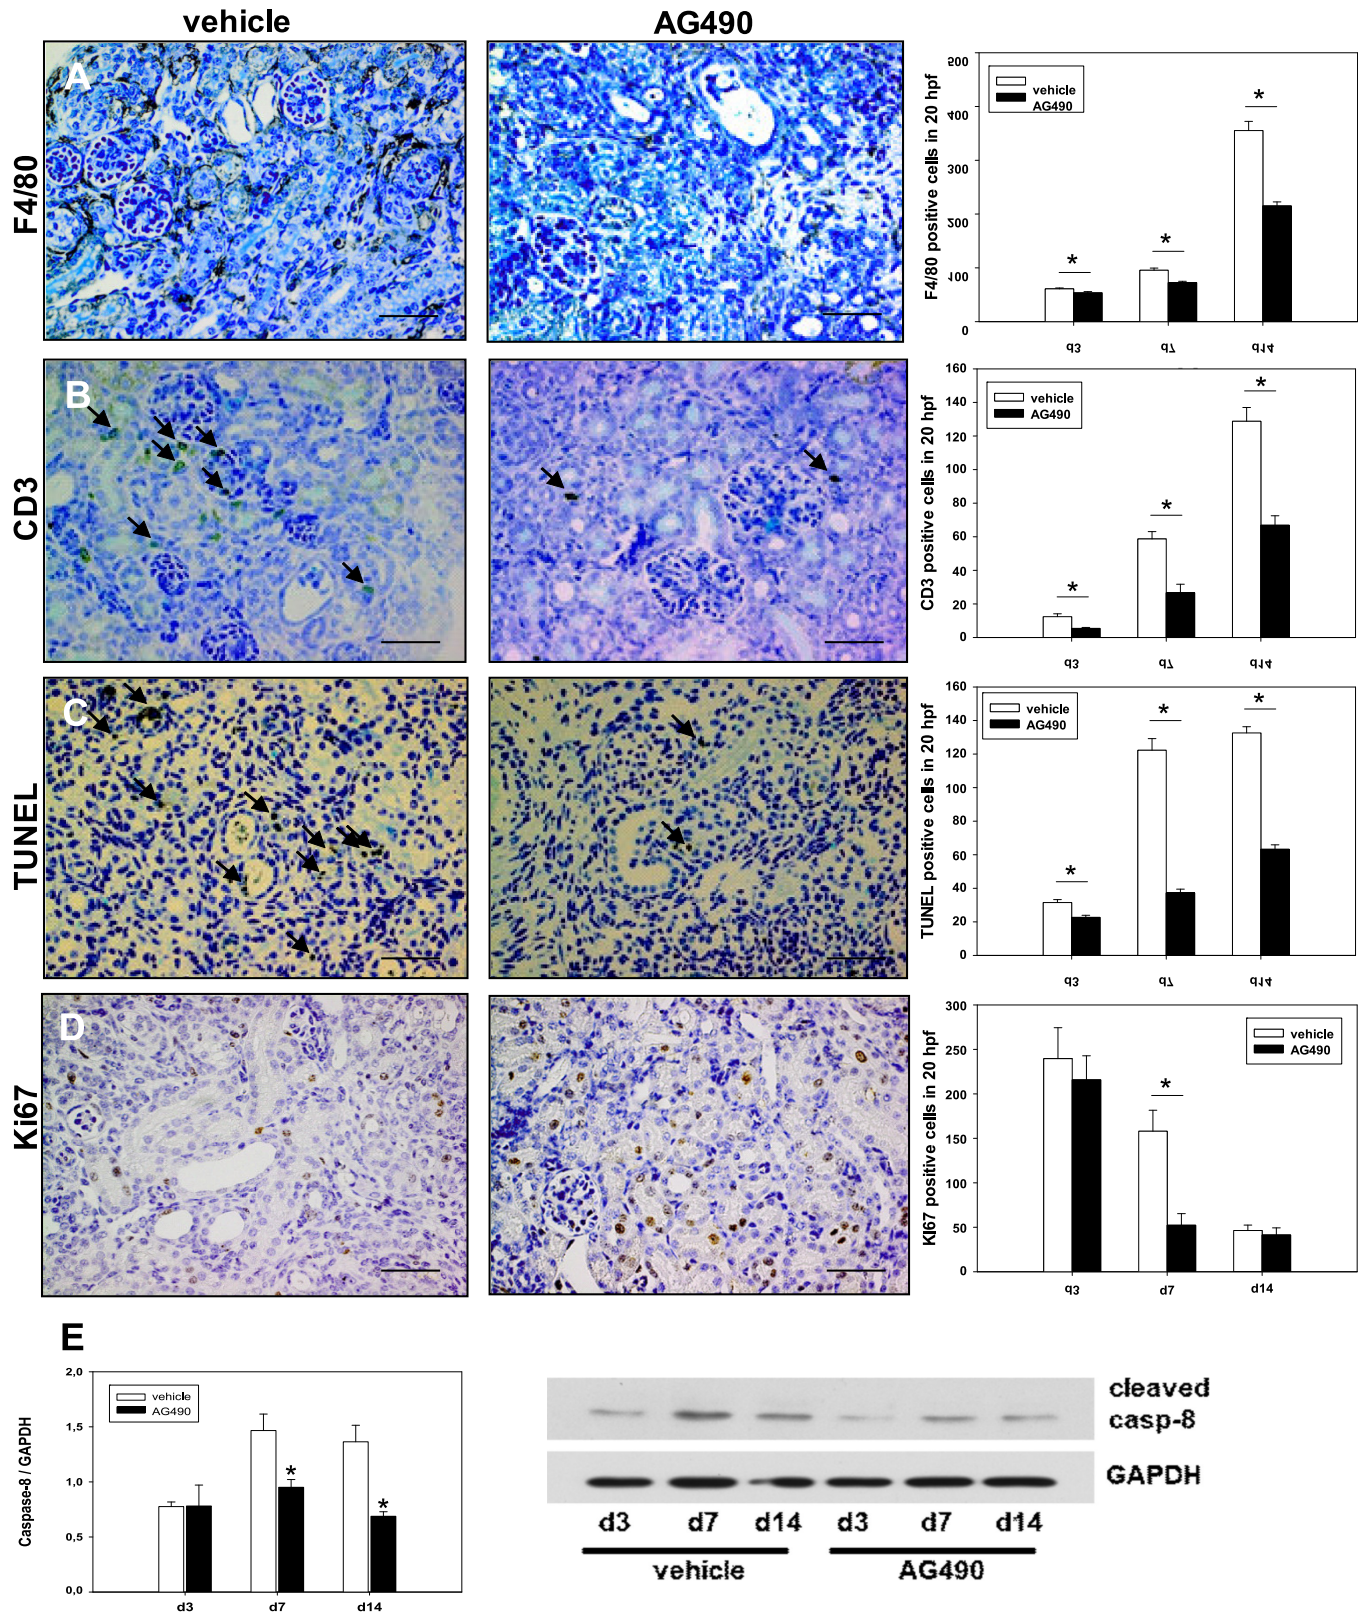 vehicle
AG490
A
F4/80
F4/80 positive cells in 20 hpf
200
400
300
300
100
0
vehicle
AG490
*
*
*
d3
d7
d14
B
CD3
CD3 positive cells in 20 hpf
160
140
120
100
80
60
40
20
0
vehicle
AG490
*
*
*
d3
d7
d14
C
TUNEL
TUNEL positive cells in 20 hpf
160
140
120
100
80
60
40
20
0
vehicle
AG490
*
*
*
d3
d7
d14
D
Ki67
KI67 positive cells in 20 hpf
300
250
200
150
100
50
0
vehicle
AG490
*
d3
d7
d14
E
Caspase-8 / GAPDH
2,0
1,5
1,0
0,5
0,0
vehicle
AG490
*
*
d3
d7
d14
cleaved
casp-8
GAPDH
d3 d7 d14 d3 d7 d14
vehicle AG490